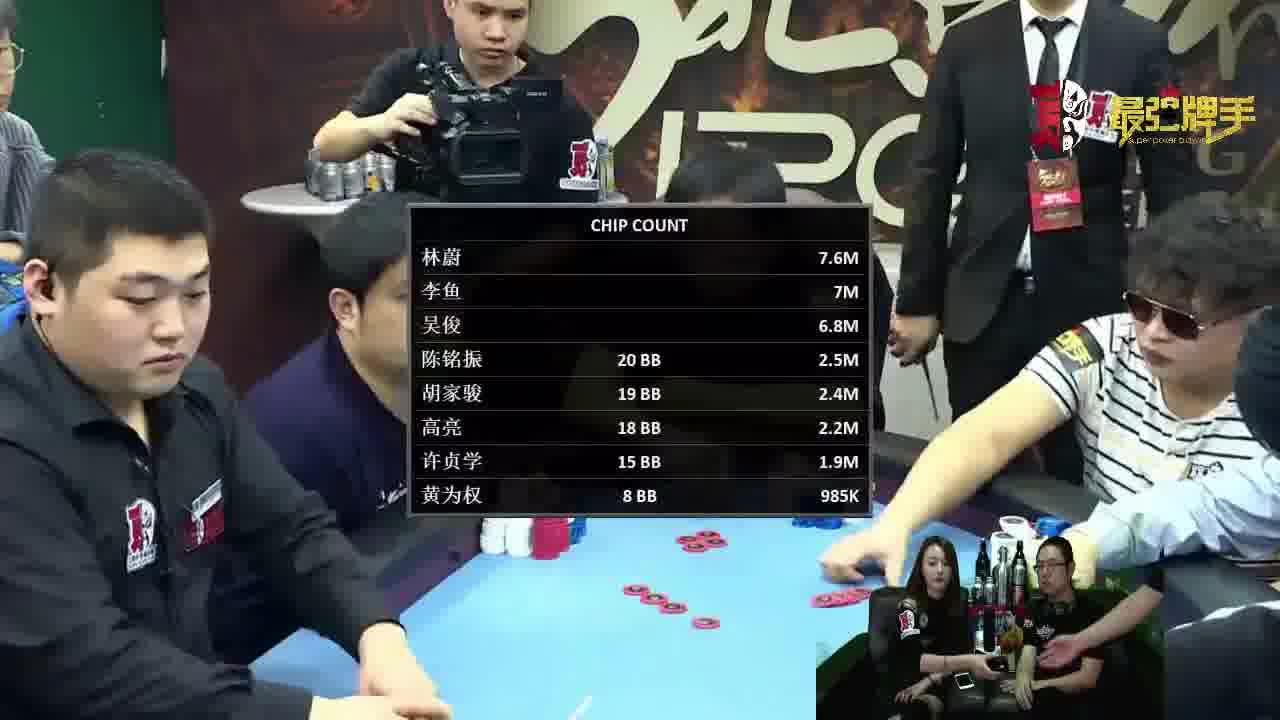 最强牌手
superpokerpower
CHIP COUNT
林蔚 7.6M
李鱼 7M
吴俊 6.8M
陈铭振 20 BB 2.5M
胡家骏 19 BB 2.4M
高亮 18 BB 2.2M
许贞学 15 BB 1.9M
黄为权 8 BB 985K